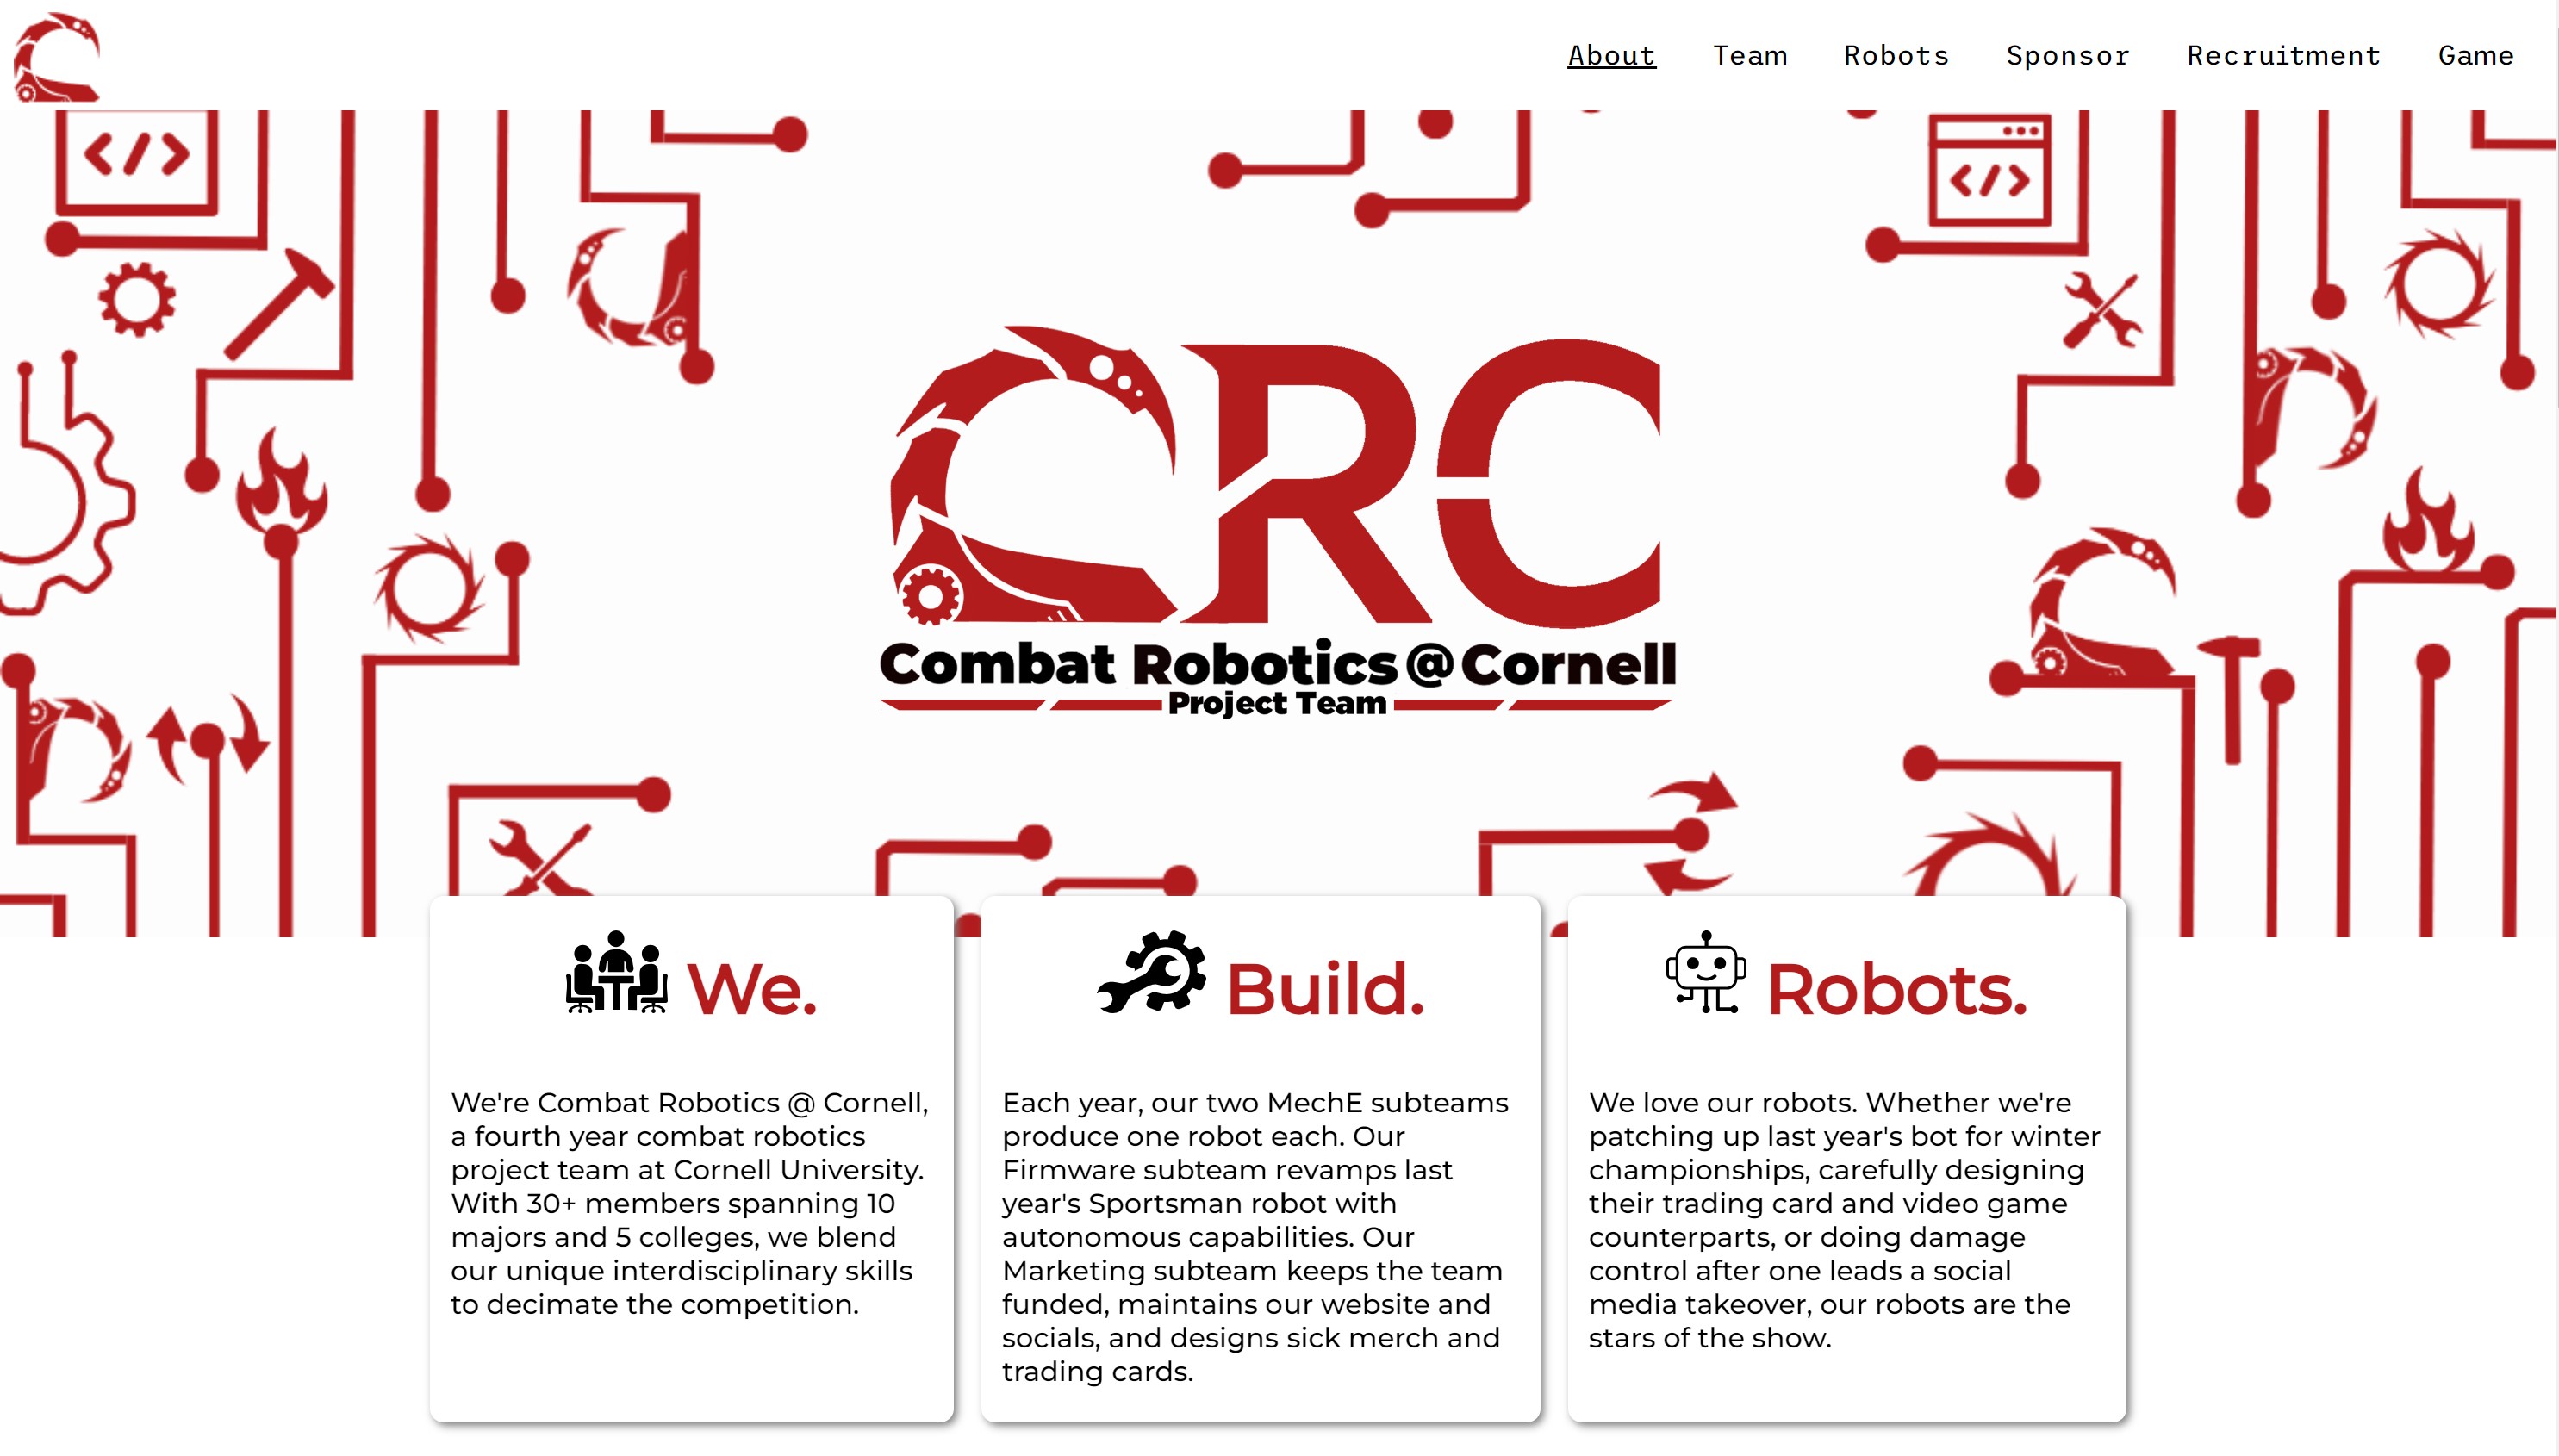 About Team Robots Sponsor Recruitment Game
</>
</>
CRC
Combat Robotics @ Cornell
Project Team
We.
We're Combat Robotics @ Cornell,
a fourth year combat robotics
project team at Cornell University.
With 30+ members spanning 10
majors and 5 colleges, we blend
our unique interdisciplinary skills
to decimate the competition.
Build.
Each year, our two MechE subteams
produce one robot each. Our
Firmware subteam revamps last
year's Sportsman robot with
autonomous capabilities. Our
Marketing subteam keeps the team
funded, maintains our website and
socials, and designs sick merch and
trading cards.
Robots.
We love our robots. Whether we're
patching up last year's bot for winter
championships, carefully designing
their trading card and video game
counterparts, or doing damage
control after one leads a social
media takeover, our robots are the
stars of the show.